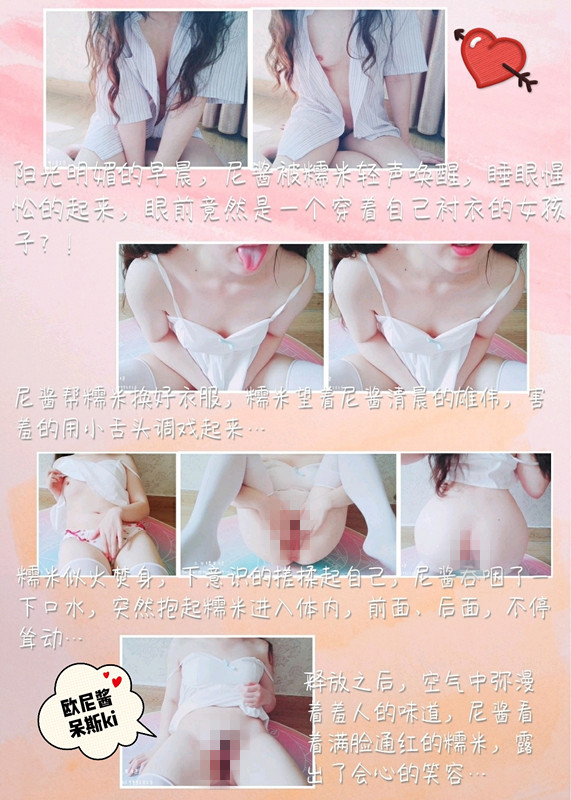 阳光明媚的早晨，尼酱被糯米轻声唤醒，睡眼惺
忪的起来，眼前竟然是一个穿着自己衬衣的女孩
子？！
尼酱帮糯米换好衣服，糯米望着尼酱清晨的雄伟，害
羞的用小舌头调戏起来…
糯米似火焚身，下意识的搓揉起自己，尼酱吞咽了一
下口水，突然抱起糯米进入体内，前面、后面，不停
耸动…
欧尼酱
呆斯ki
释放之后，空气中弥漫
着羞人的味道，尼酱看
着满脸通红的糯米，露
出了会心的笑容…